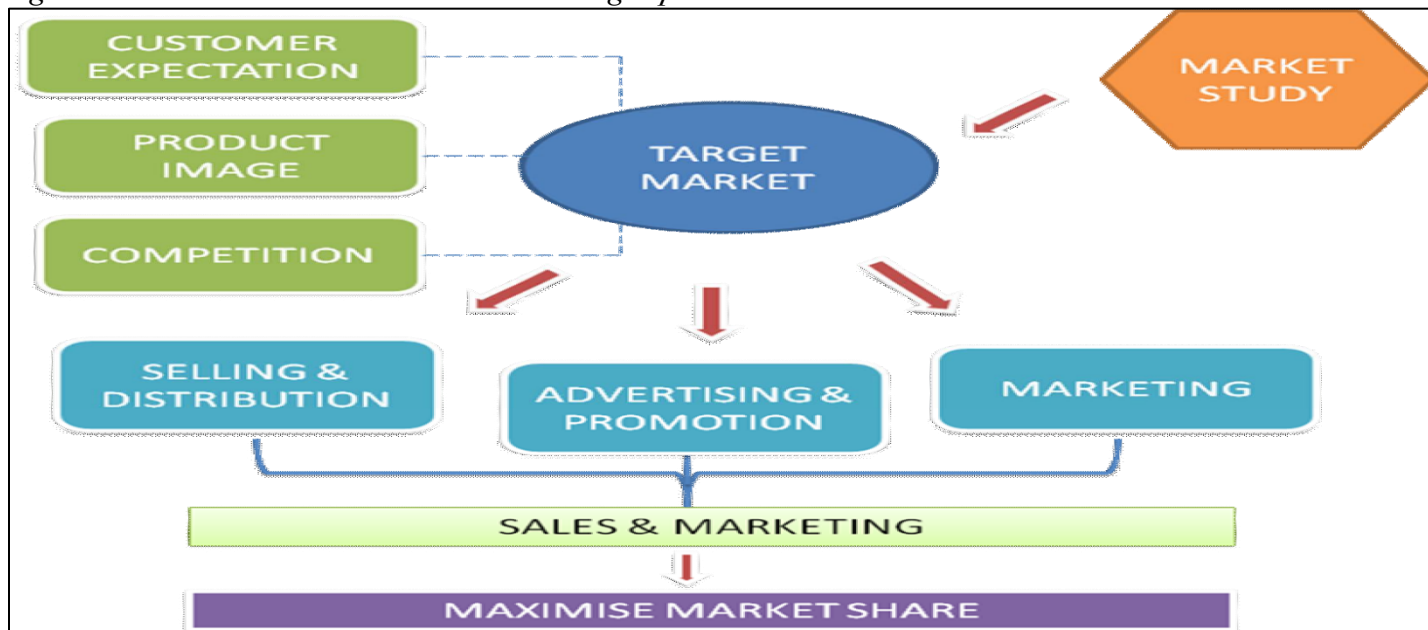 CUSTOMER
EXPECTATION
PRODUCT
IMAGE
COMPETITION
TARGET
MARKET
MARKET
STUDY
SELLING &
DISTRIBUTION
ADVERTISING &
PROMOTION
MARKETING
SALES & MARKETING
MAXIMISE MARKET SHARE